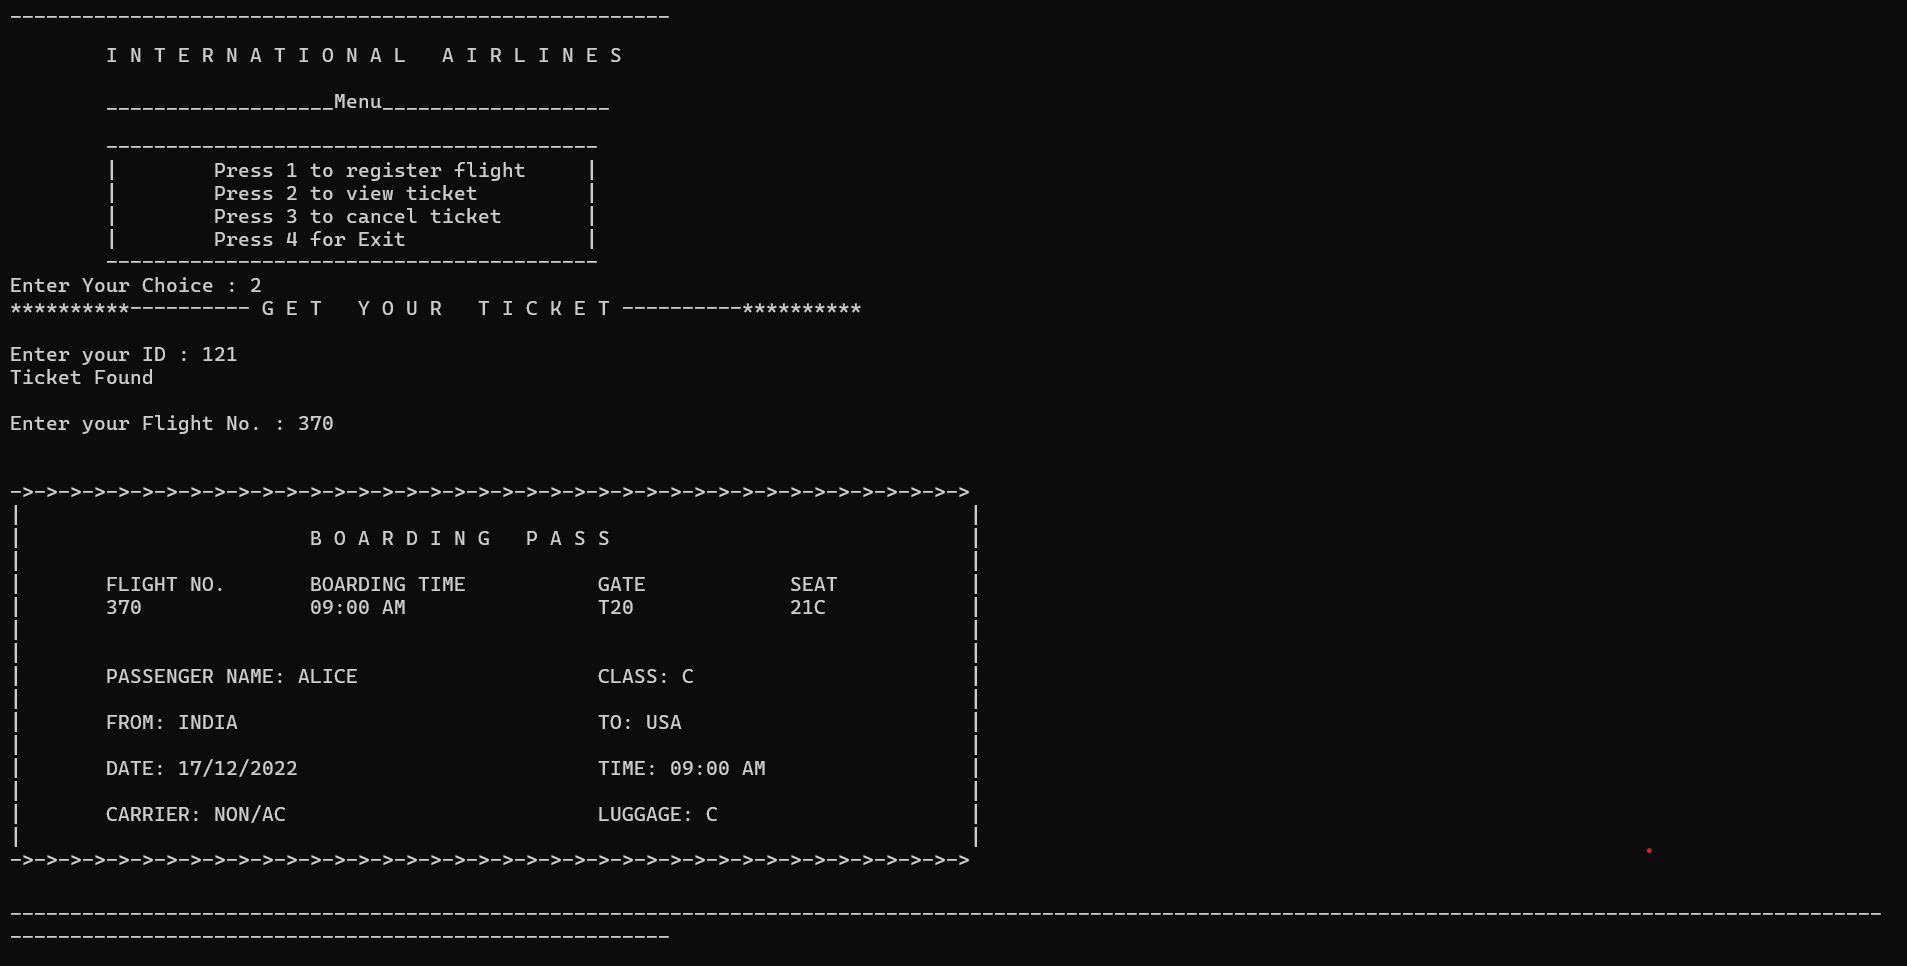 I N T E R N A T I O N A L   A I R L I N E S
___________________Menu___________________
Press 1 to register flight
Press 2 to view ticket
Press 3 to cancel ticket
Press 4 for Exit
Enter Your Choice : 2
**********---------- G E T   Y O U R   T I C K E T ----------**********
Enter your ID : 121
Ticket Found
Enter your Flight No. : 370
->->->->->->->->->->->->->->->->->->->->->->->->->->->->->->->->->->->->->->->->
B O A R D I N G   P A S S
FLIGHT NO.   BOARDING TIME   GATE   SEAT
370   09:00 AM   T20   21C
PASSENGER NAME: ALICE   CLASS: C
FROM: INDIA   TO: USA
DATE: 17/12/2022   TIME: 09:00 AM
CARRIER: NON/AC   LUGGAGE: C
->->->->->->->->->->->->->->->->->->->->->->->->->->->->->->->->->->->->->->->->